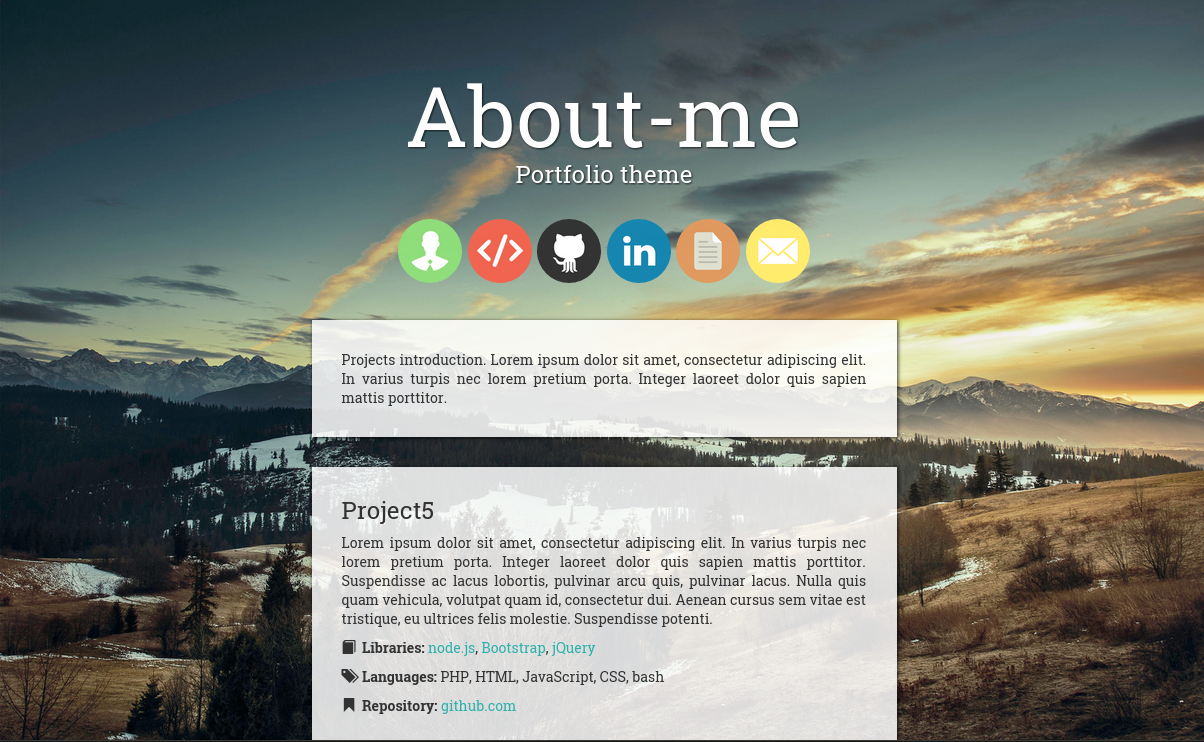 About-me
Portfolio theme
</>
in
Projects introduction. Lorem ipsum dolor sit amet, consectetur adipiscing elit.
In varius turpis nec lorem pretium porta. Integer laoreet dolor quis sapien
mattis porttitor.
Project5
Lorem ipsum dolor sit amet, consectetur adipiscing elit. In varius turpis nec
lorem pretium porta. Integer laoreet dolor quis sapien mattis porttitor.
Suspendisse ac lacus lobortis, pulvinar arcu quis, pulvinar lacus. Nulla quis
quam vehicula, volutpat quam id, consectetur dui. Aenean cursus sem vitae est
tristique, eu ultrices felis molestie. Suspendisse potenti.
Libraries: node.js, Bootstrap, jQuery
Languages: PHP, HTML, JavaScript, CSS, bash
Repository: github.com